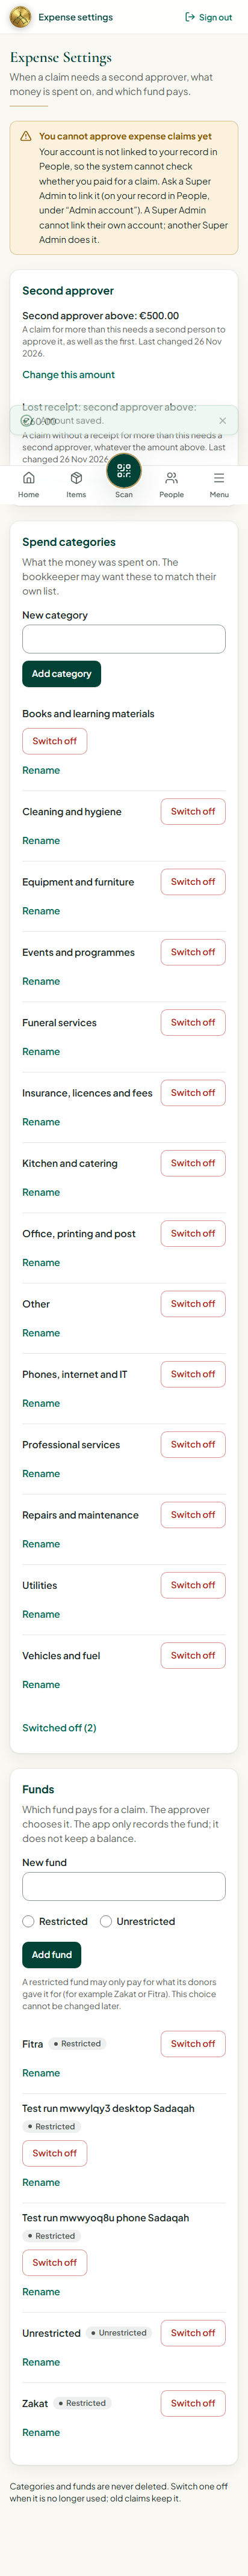 Expense settings
Sign out
Expense Settings
When a claim needs a second approver, what
money is spent on, and which fund pays.
You cannot approve expense claims yet
Your account is not linked to your record in
People, so the system cannot check
whether you paid for a claim. Ask a Super
Admin to link it (on your record in People,
under "Admin account"). A Super Admin
cannot link their own account; another Super
Admin does it.
Second approver
Second approver above: €500.00
A claim for more than this needs a second person to
approve it, as well as the first. Last changed 26 Nov
2026.
Change this amount
Lost receipt: second approver above:
€60.00
Amount saved.
A claim without a receipt for more than this needs a
second approver, whatever the amount above. Last
changed 26 Nov 2026.
Home
Items
Scan
People
Menu
Spend categories
What the money was spent on. The
bookkeeper may want these to match their
own list.
New category
Add category
Books and learning materials
Switch off
Rename
Cleaning and hygiene
Switch off
Rename
Equipment and furniture
Switch off
Rename
Events and programmes
Switch off
Rename
Funeral services
Switch off
Rename
Insurance, licences and fees
Switch off
Rename
Kitchen and catering
Switch off
Rename
Office, printing and post
Switch off
Rename
Other
Switch off
Rename
Phones, internet and IT
Switch off
Rename
Professional services
Switch off
Rename
Repairs and maintenance
Switch off
Rename
Utilities
Switch off
Rename
Vehicles and fuel
Switch off
Rename
Switched off (2)
Funds
Which fund pays for a claim. The approver
chooses it. The app only records the fund; it
does not keep a balance.
New fund
Restricted
Unrestricted
Add fund
A restricted fund may only pay for what its donors
gave it for (for example Zakat or Fitra). This choice
cannot be changed later.
Fitra
Restricted
Switch off
Rename
Test run mwwylqy3 desktop Sadaqah
Restricted
Switch off
Rename
Test run mwwyoq8u phone Sadaqah
Restricted
Switch off
Rename
Unrestricted
Unrestricted
Switch off
Rename
Zakat
Restricted
Switch off
Rename
Categories and funds are never deleted. Switch one off
when it is no longer used; old claims keep it.